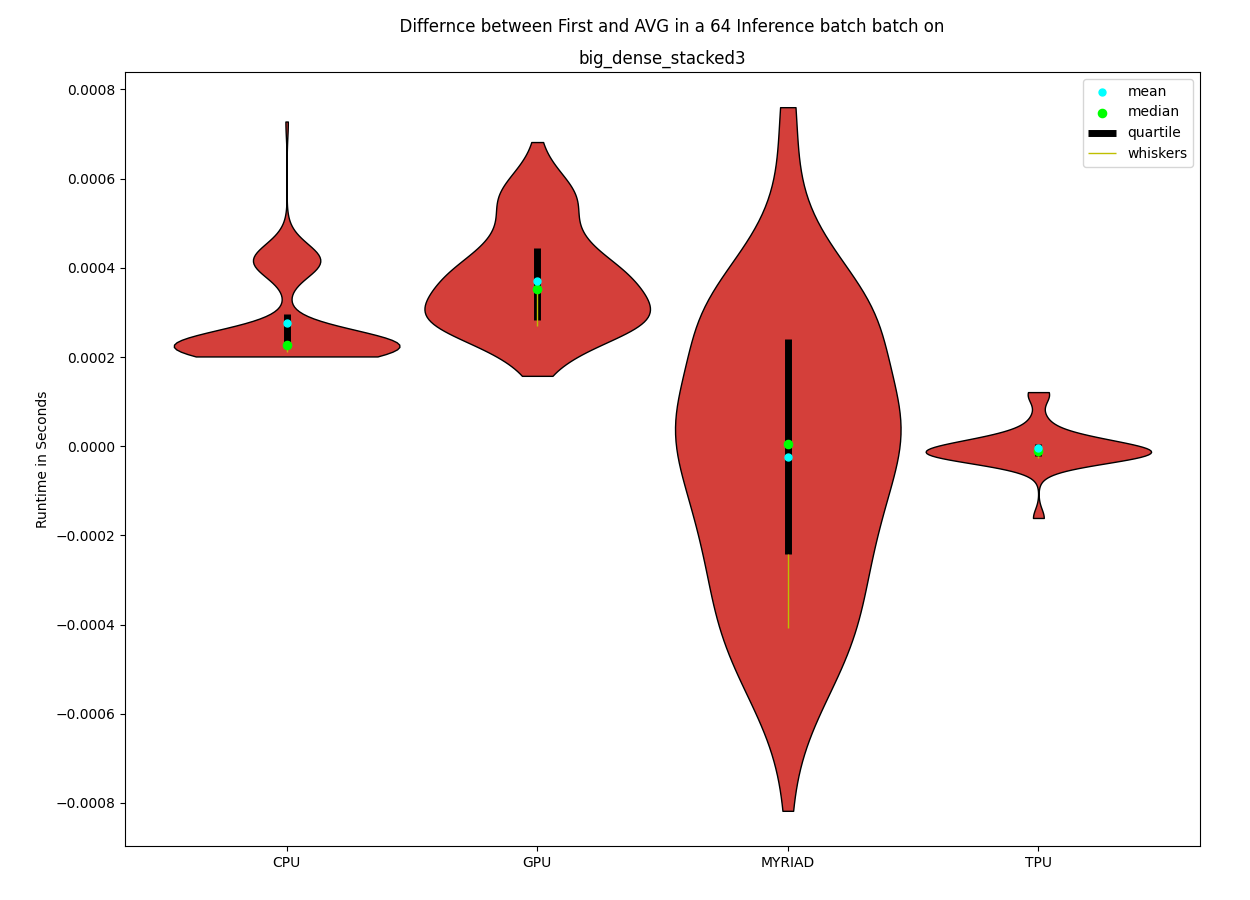 Differnce between First and AVG in a 64 Inference batch batch on
big_dense_stacked3
mean
median
quartile
whiskers
0.0008
0.0006
0.0004
0.0002
0.0000
−0.0002
−0.0004
−0.0006
−0.0008
Runtime in Seconds
CPU GPU MYRIAD TPU